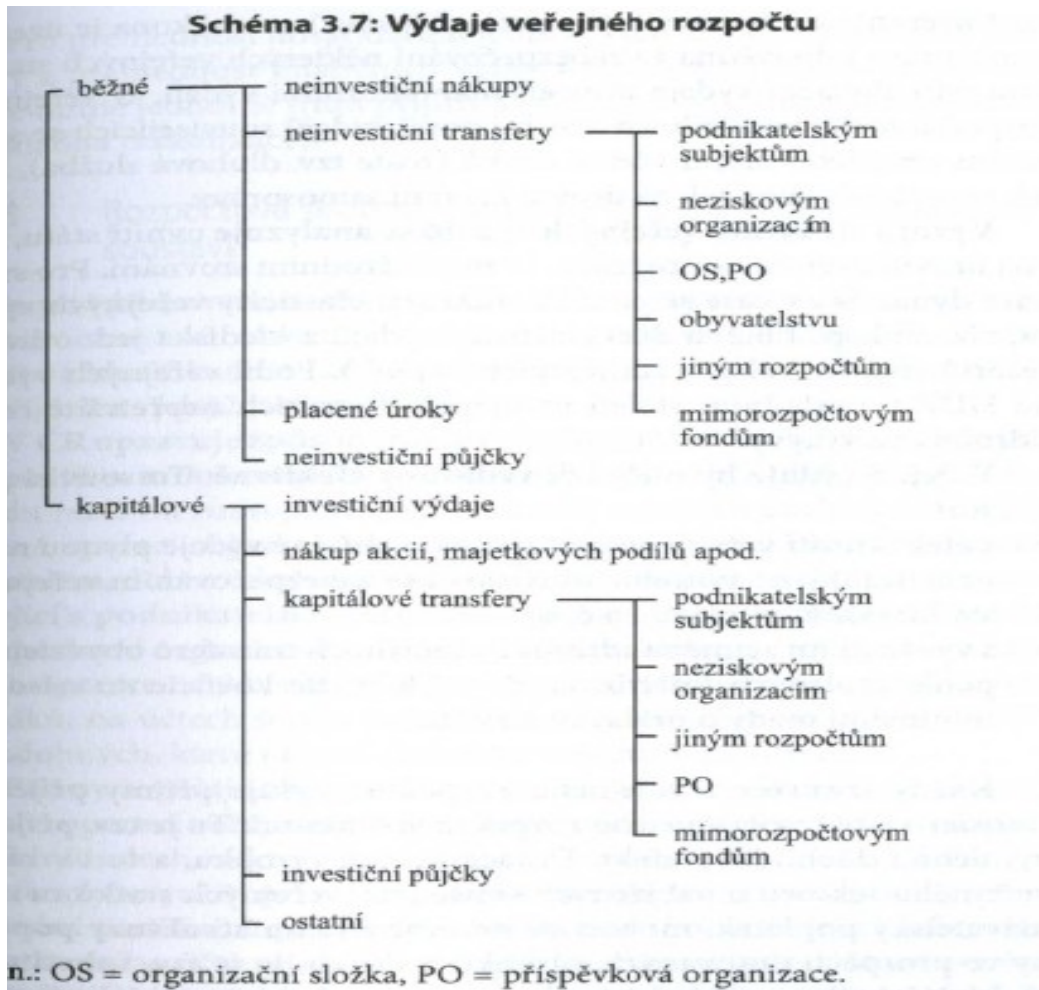 Schéma 3.7: Výdaje veřejného rozpočtu
běžné
neinvestiční nákupy
neinvestiční transfery
podnikatelským
subjektům
neziskovým
organizacím
OS,PO
obyvatelstvu
jiným rozpočtům
mimorozpočtovým
fondům
placené úroky
neinvestiční půjčky
kapitálové
investiční výdaje
nákup akcií, majetkových podílů apod.
kapitálové transfery
podnikatelským
subjektům
neziskovým
organizacím
jiným rozpočtům
PO
mimorozpočtovým
fondům
investiční půjčky
ostatní
n.: OS = organizační složka, PO = příspěvková organizace.